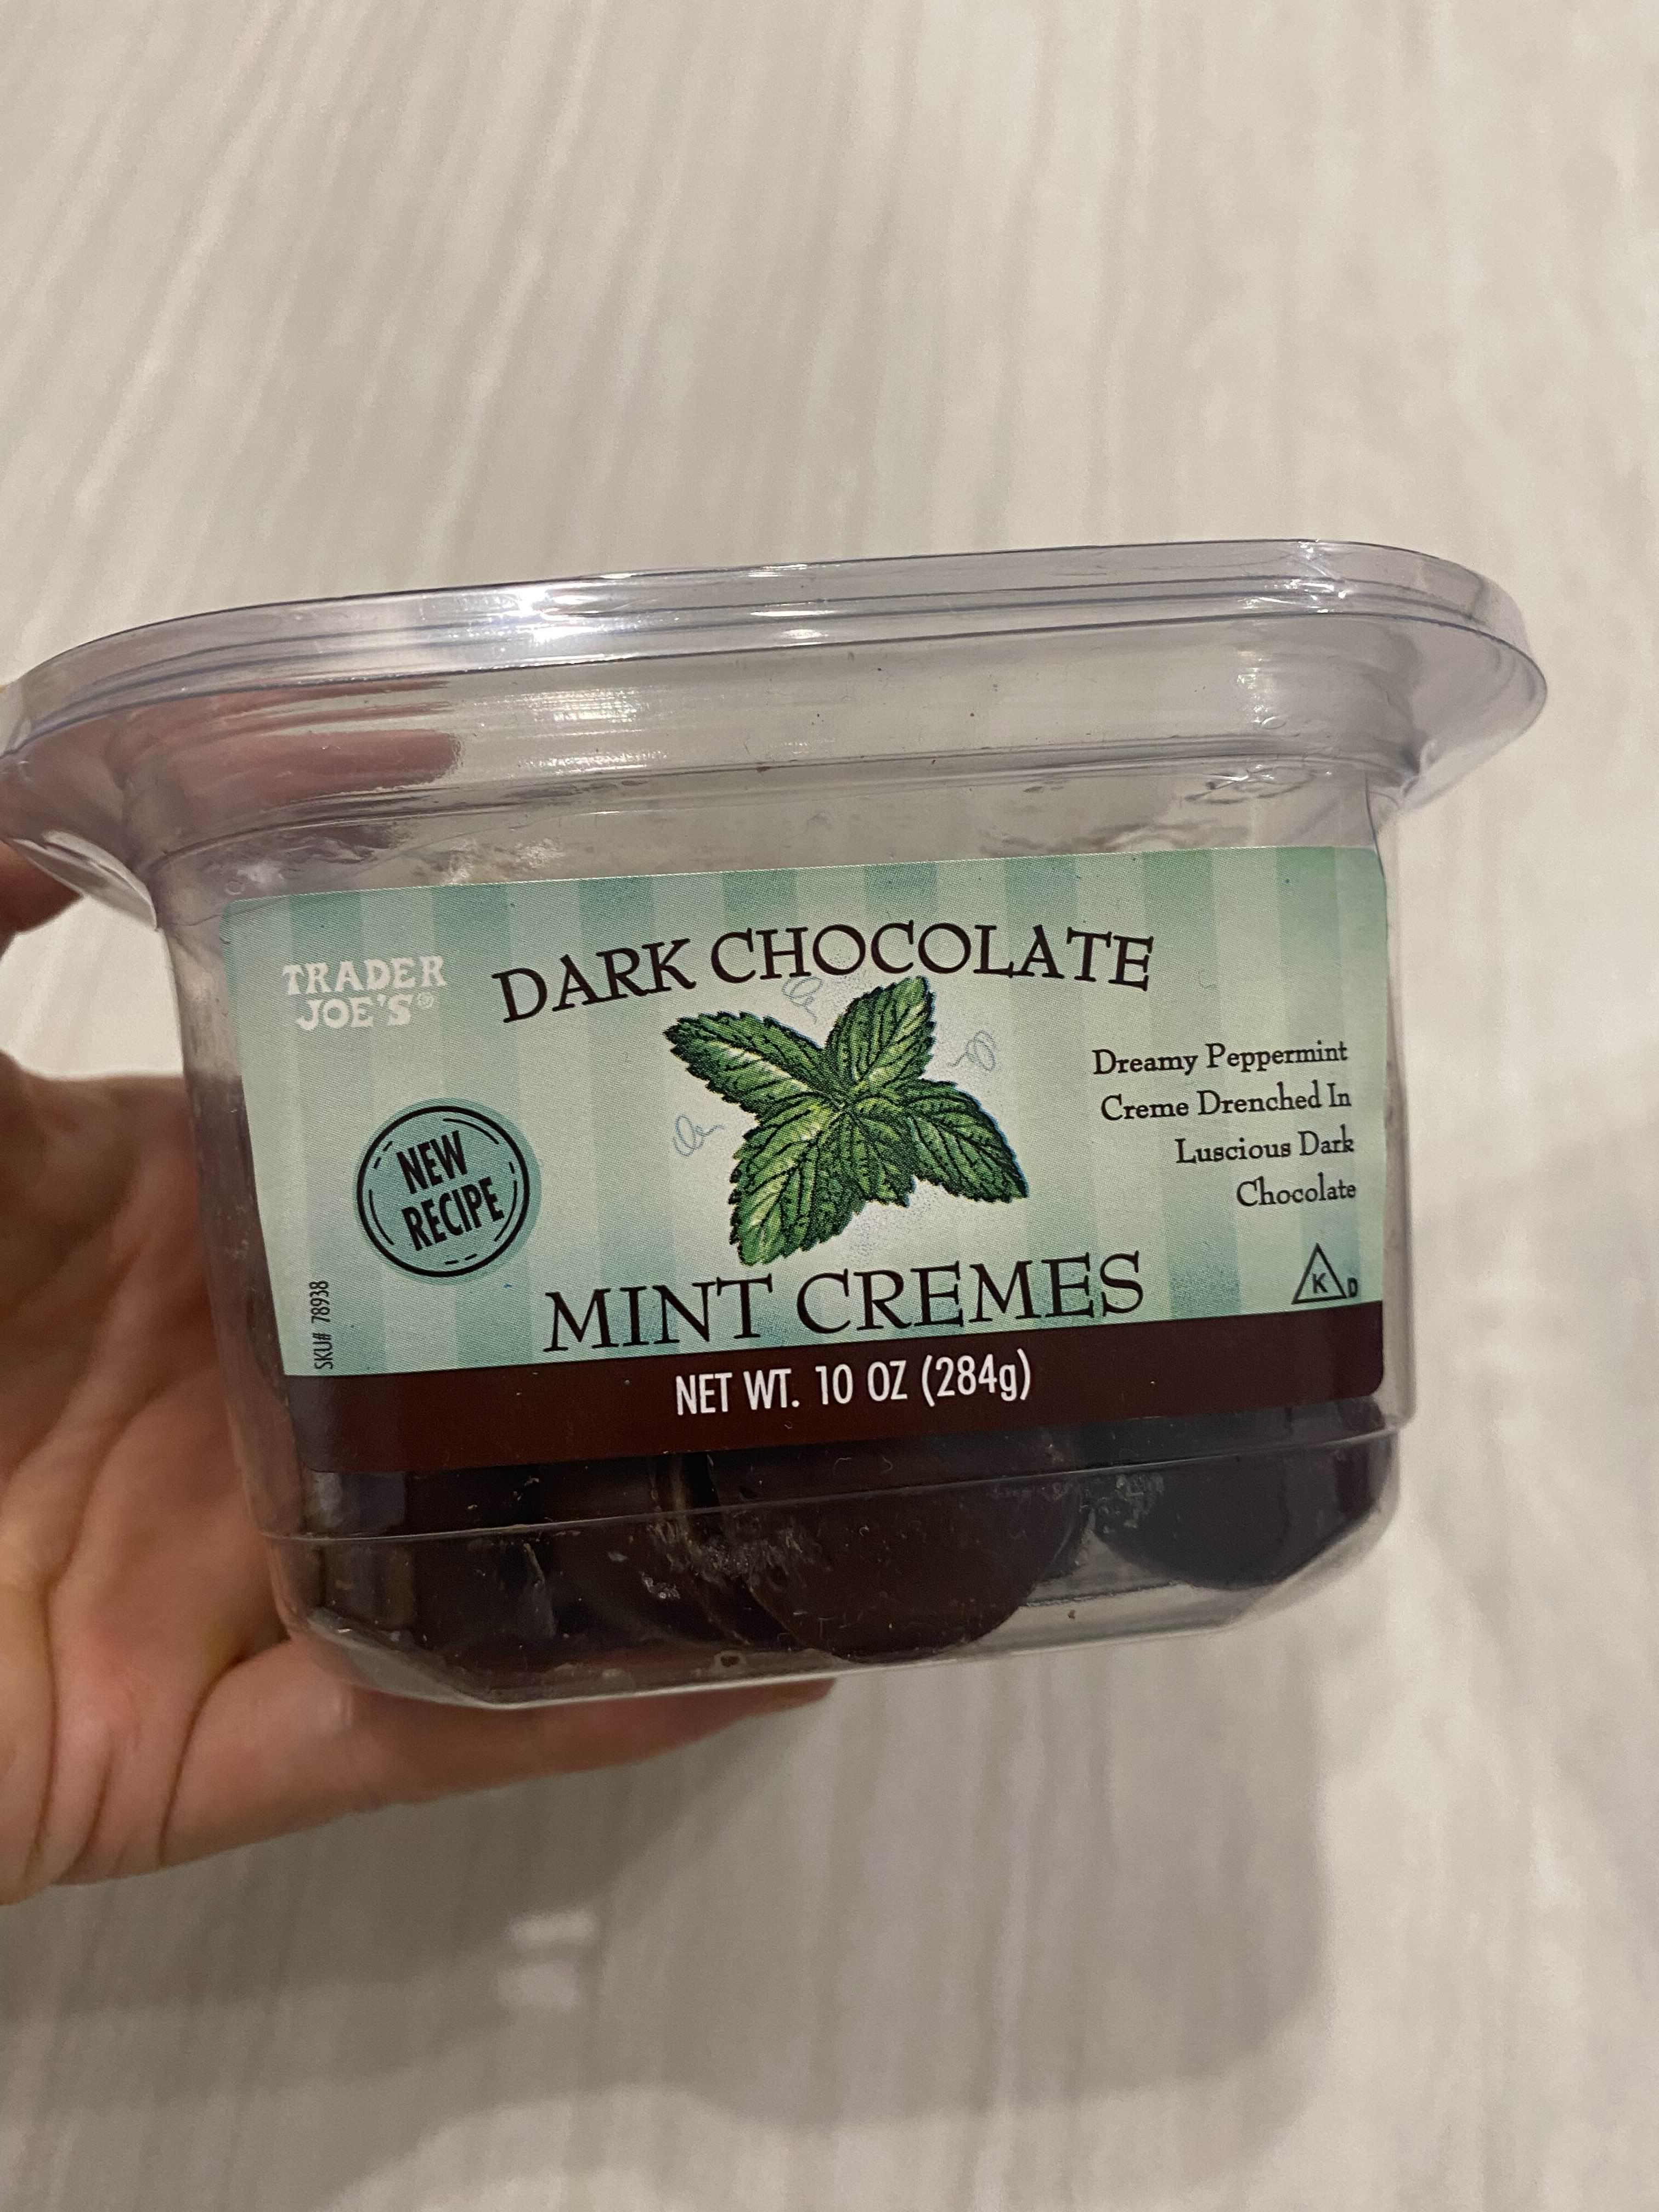 TRADER
JOE'S®
DARK CHOCOLATE
Dreamy Peppermint
Creme Drenched In
Luscious Dark
Chocolate
NEW
RECIPE
MINT CREMES
K D
SKU# 78938
NET WT. 10 OZ (284g)